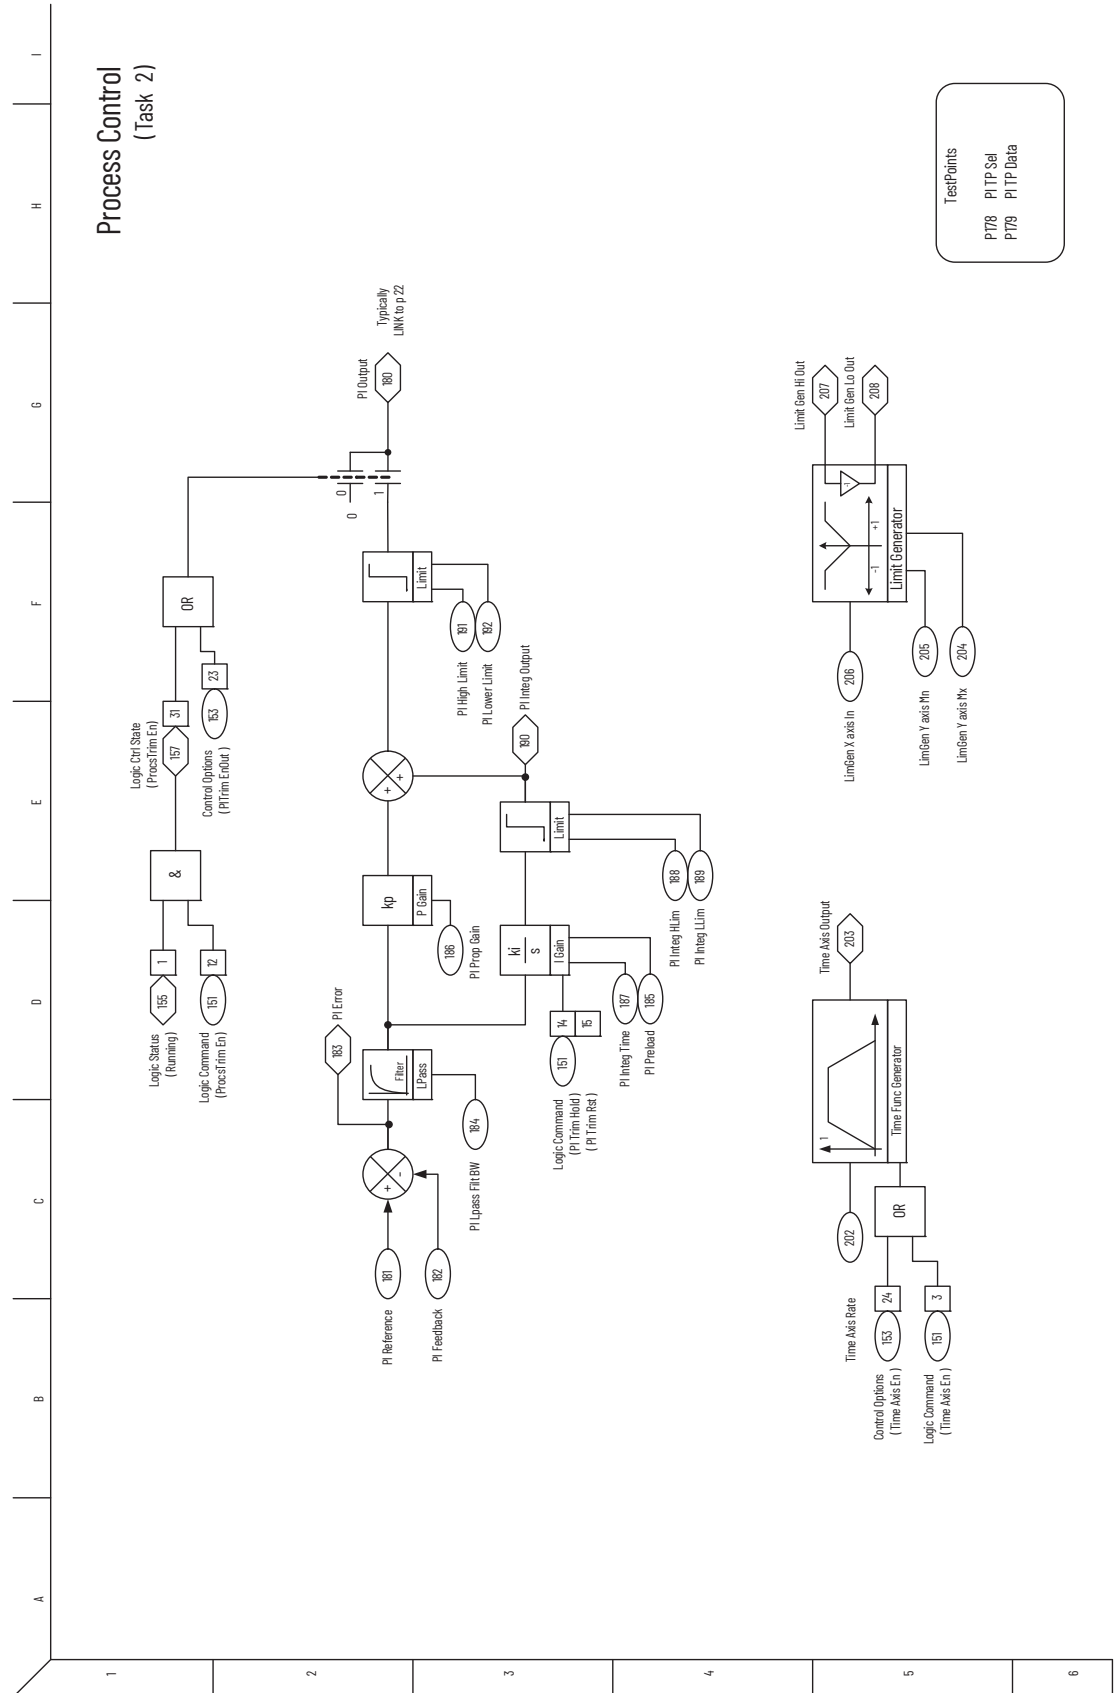 A
B
C
D
E
F
G
H
I
1
2
3
4
5
6
Process Control
(Task 2)
Logic Status
( Running)
155
1
Logic Command
(ProcsTrim En)
151
12
&
Logic Ctrl State
( ProcsTrim En)
157
31
Control Options
( PITrim EnOut )
153
23
OR
PI Reference
181
PI Feedback
182
+
-
183
PI Error
Filter
LPass
184
PI Lpass Filt BW
kp
P Gain
186
PI Prop Gain
+
+
Limit
191
192
PI High Limit
PI Lower Limit
0
0
1
PI Output
180
Typically
LINK to p 22
ki
s
I Gain
14
15
151
Logic Command
( PI Trim Hold )
( PI Trim Rst )
187
185
PI Integ Time
PI Preload
Limit
188
189
PI Integ HLim
PI Integ LLim
190
PI Integ Output
Time Axis Rate
202
Control Options
( Time Axis En )
153
24
Logic Command
( Time Axis En )
151
3
OR
1
Time Func Generator
Time Axis Output
203
LimGen X axis In
206
LimGen Y axis Mn
205
LimGen Y axis Mx
204
-1
+1
Limit Generator
-1
Limit Gen Hi Out
207
Limit Gen Lo Out
208
TestPoints
P178 PI TP Sel
P179 PI TP Data